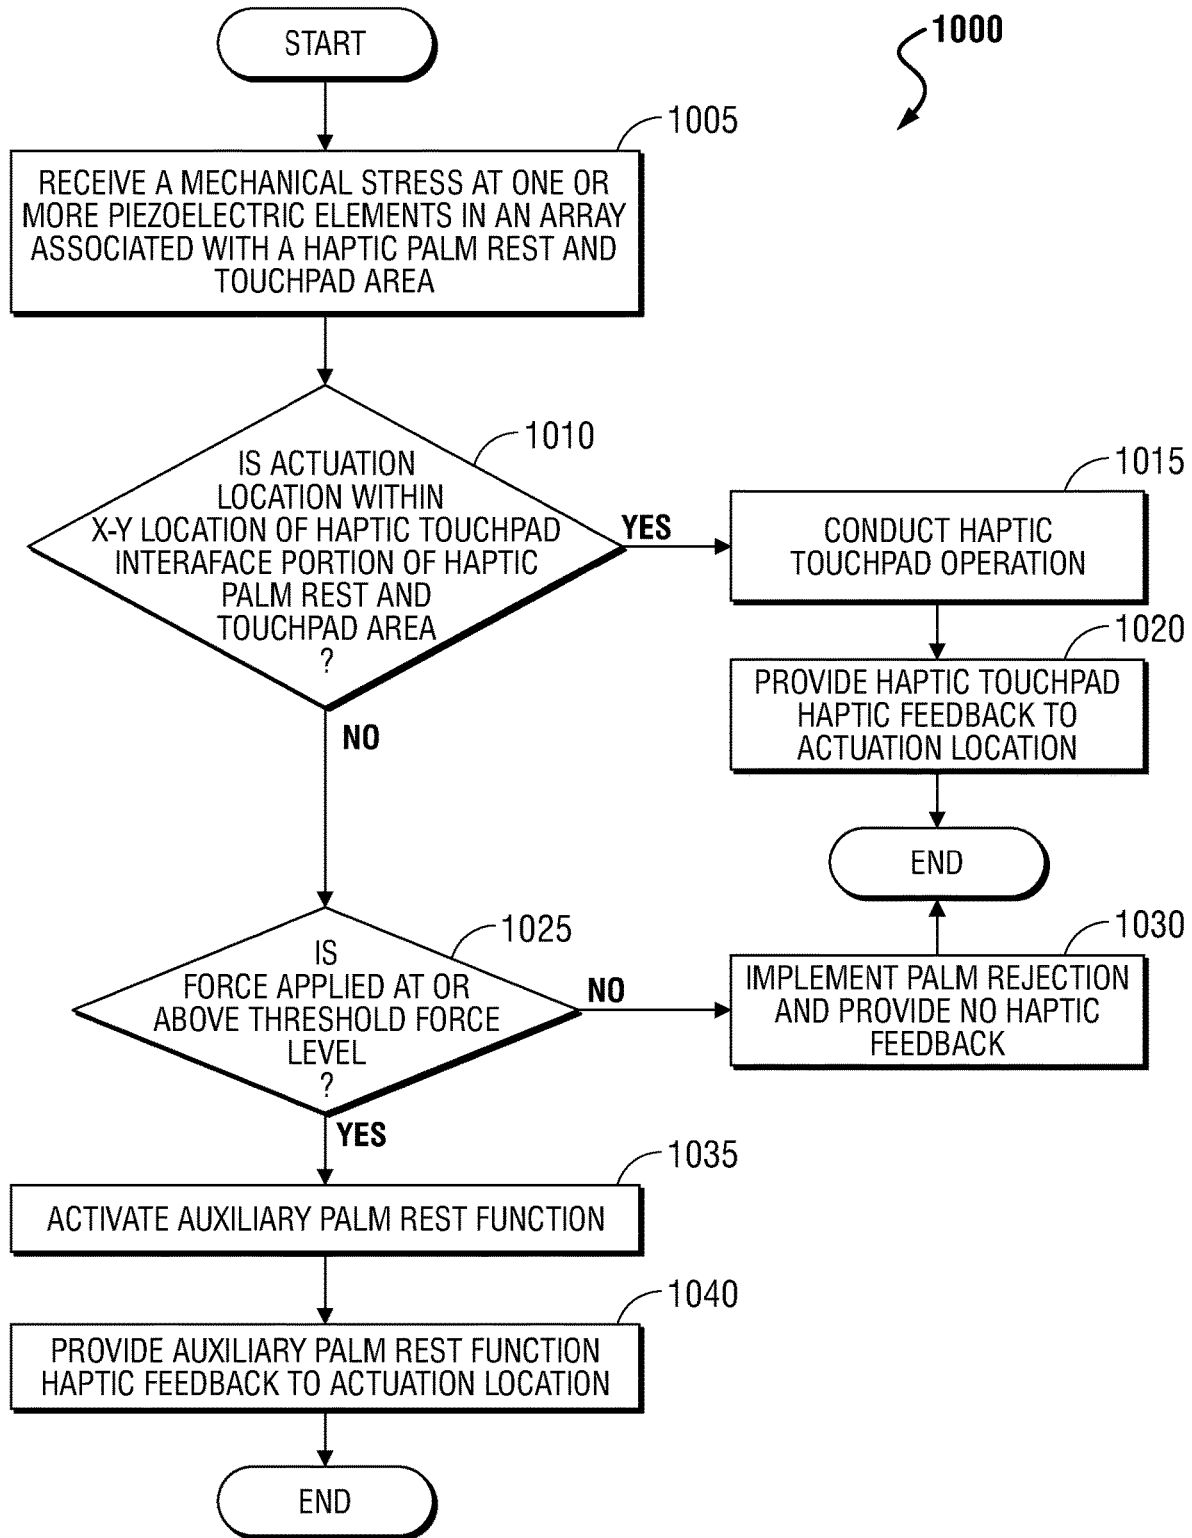 START
1000
1005
RECEIVE A MECHANICAL STRESS AT ONE OR
MORE PIEZOELECTRIC ELEMENTS IN AN ARRAY
ASSOCIATED WITH A HAPTIC PALM REST AND
TOUCHPAD AREA
1010
IS ACTUATION
LOCATION WITHIN
X-Y LOCATION OF HAPTIC TOUCHPAD
INTERAFACE PORTION OF HAPTIC
PALM REST AND
TOUCHPAD AREA
?
YES
NO
1015
CONDUCT HAPTIC
TOUCHPAD OPERATION
1020
PROVIDE HAPTIC TOUCHPAD
HAPTIC FEEDBACK TO
ACTUATION LOCATION
END
1025
IS
FORCE APPLIED AT OR
ABOVE THRESHOLD FORCE
LEVEL
?
NO
YES
1030
IMPLEMENT PALM REJECTION
AND PROVIDE NO HAPTIC
FEEDBACK
1035
ACTIVATE AUXILIARY PALM REST FUNCTION
1040
PROVIDE AUXILIARY PALM REST FUNCTION
HAPTIC FEEDBACK TO ACTUATION LOCATION
END